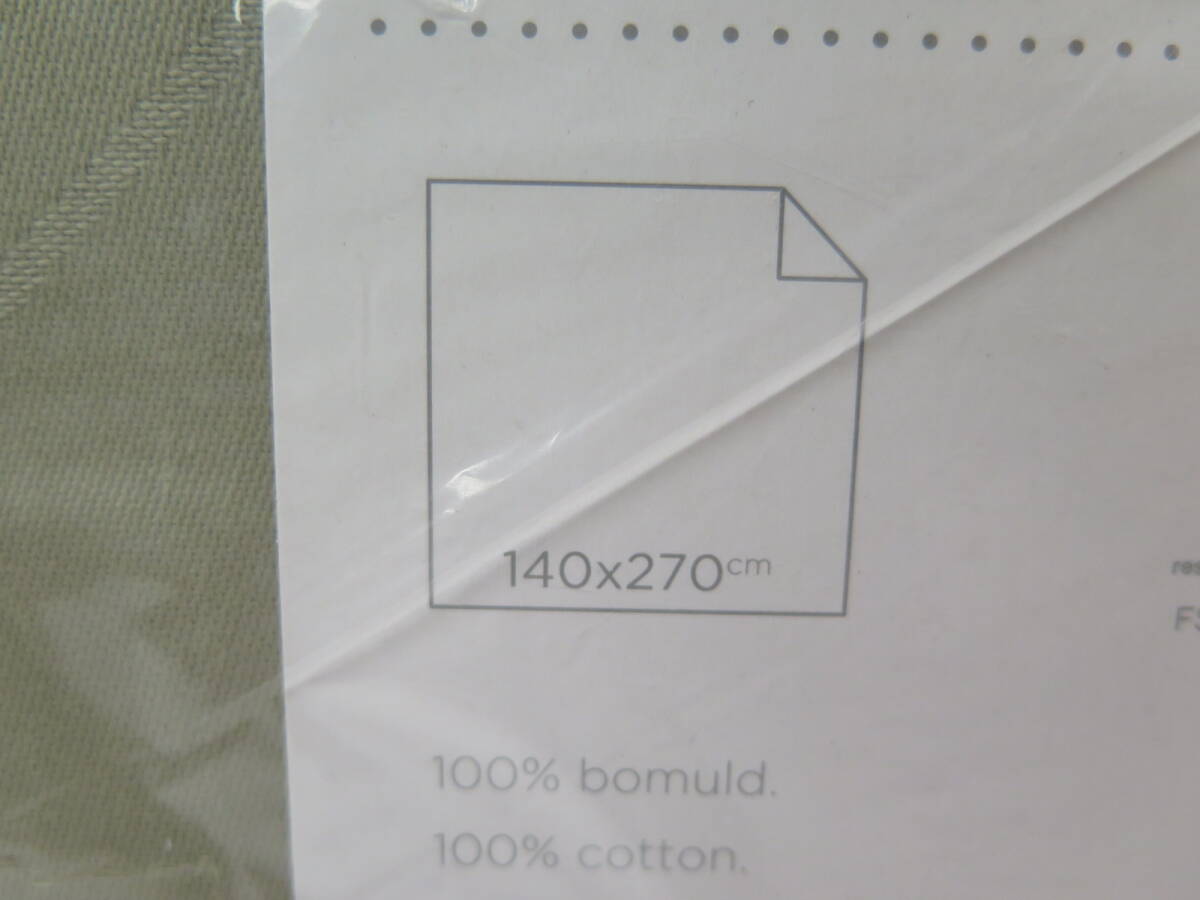 140x270cm
100% bomuld.
100% cotton.